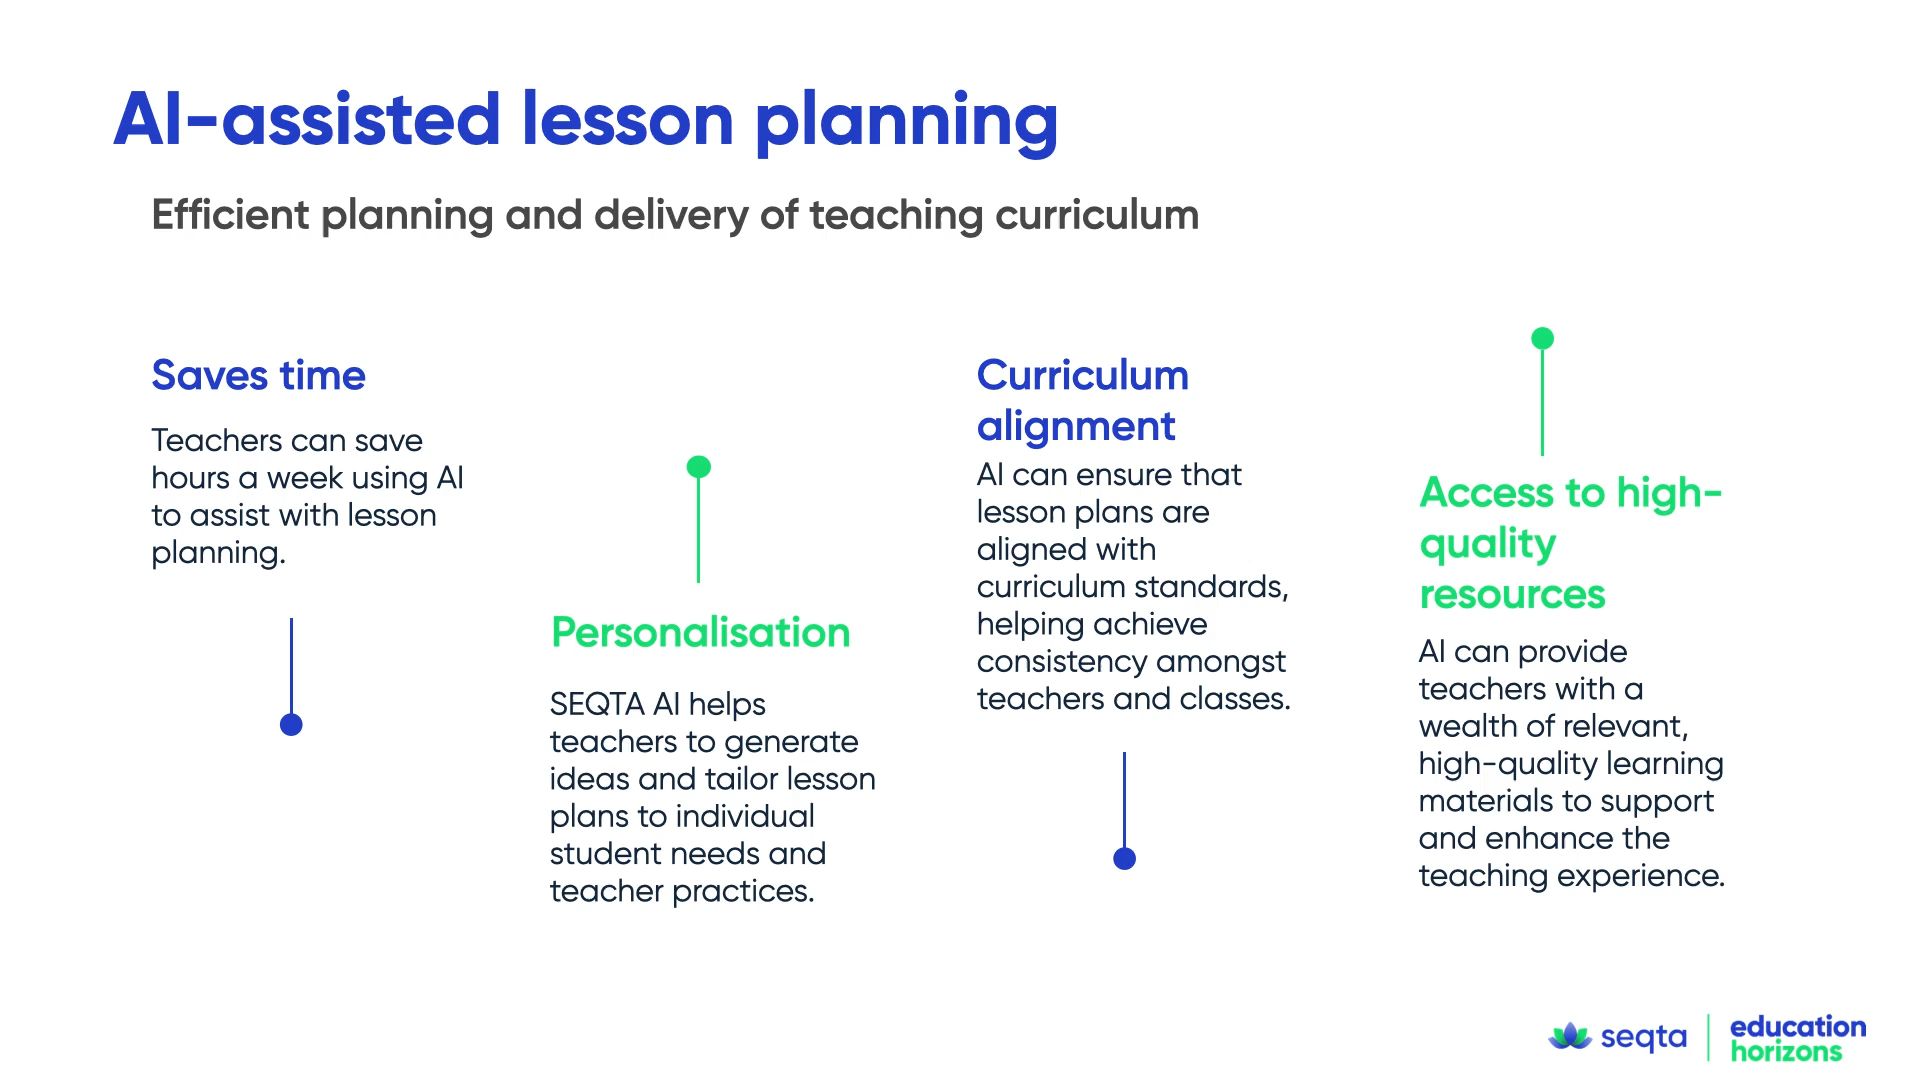 AI-assisted lesson planning
Efficient planning and delivery of teaching curriculum
Saves time
Teachers can save
hours a week using AI
to assist with lesson
planning.
Personalisation
SEQTA AI helps
teachers to generate
ideas and tailor lesson
plans to individual
student needs and
teacher practices.
Curriculum
alignment
AI can ensure that
lesson plans are
aligned with
curriculum standards,
helping achieve
consistency amongst
teachers and classes.
Access to high-
quality
resources
AI can provide
teachers with a
wealth of relevant,
high-quality learning
materials to support
and enhance the
teaching experience.
seqta
education
horizons